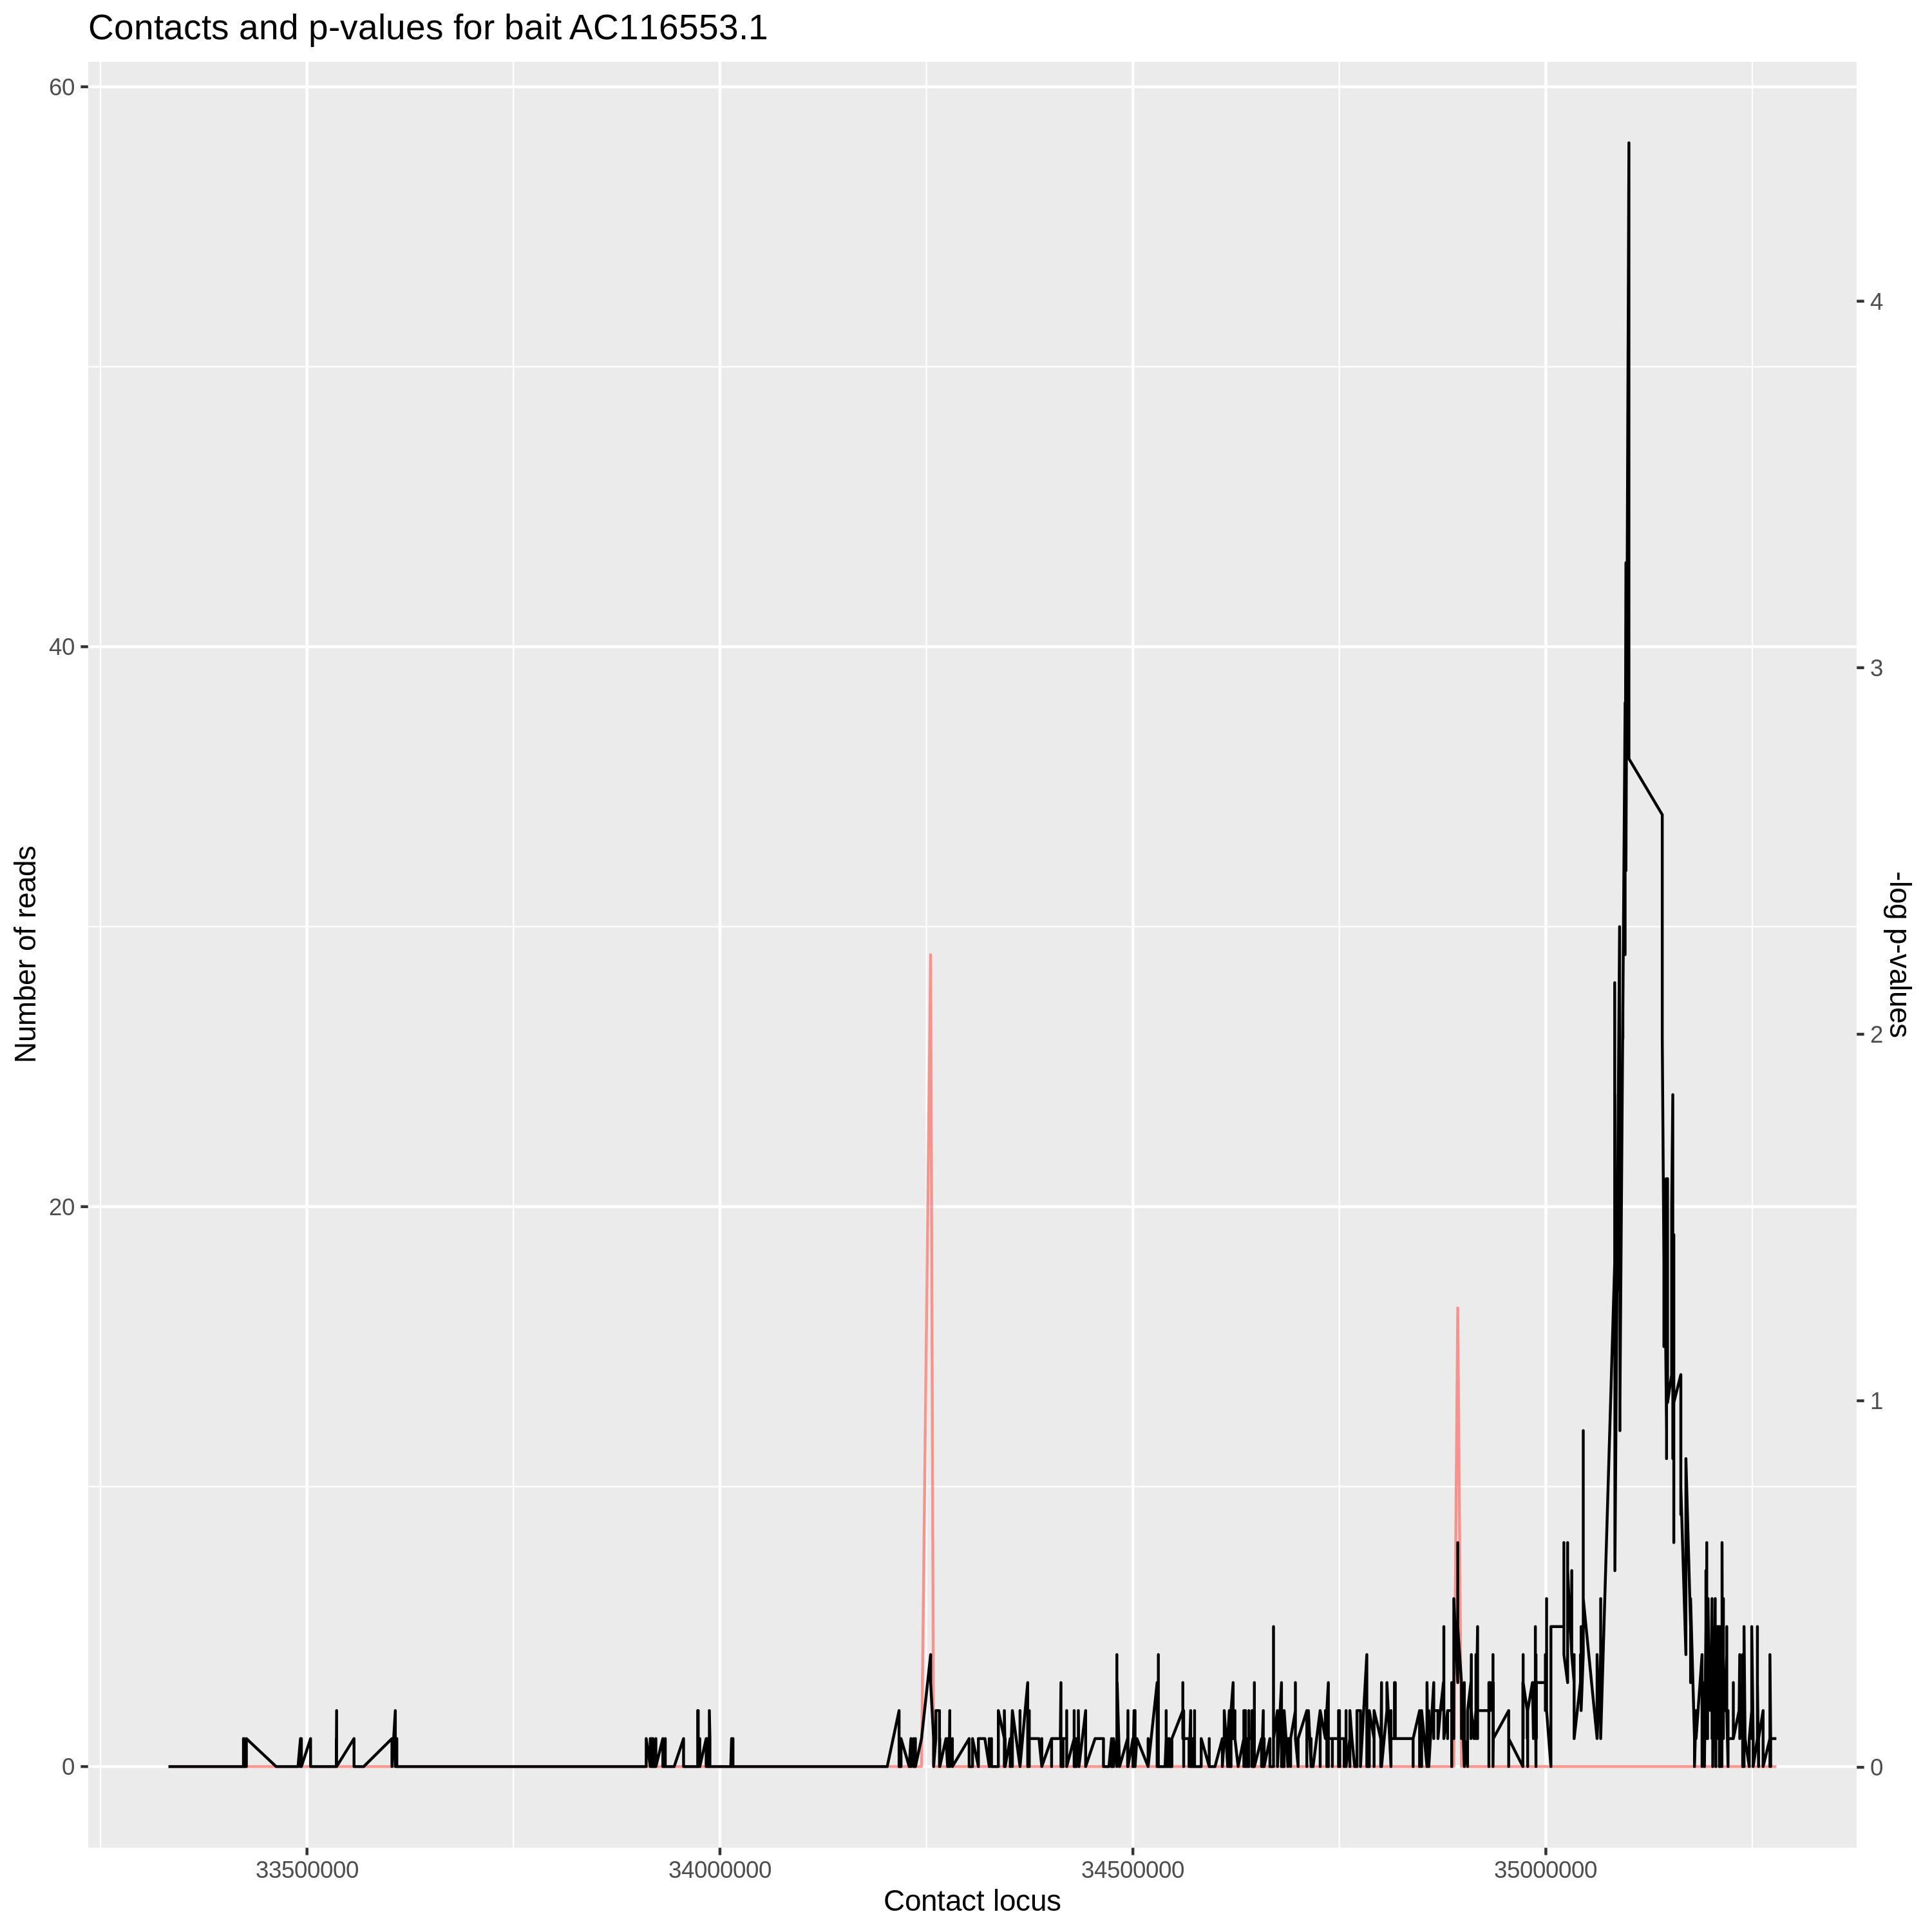 Contacts and p-values for bait AC116553.1
60
40
20
0
Number of reads
4
3
2
1
0
-log p-values
33500000 34000000 34500000 35000000
Contact locus